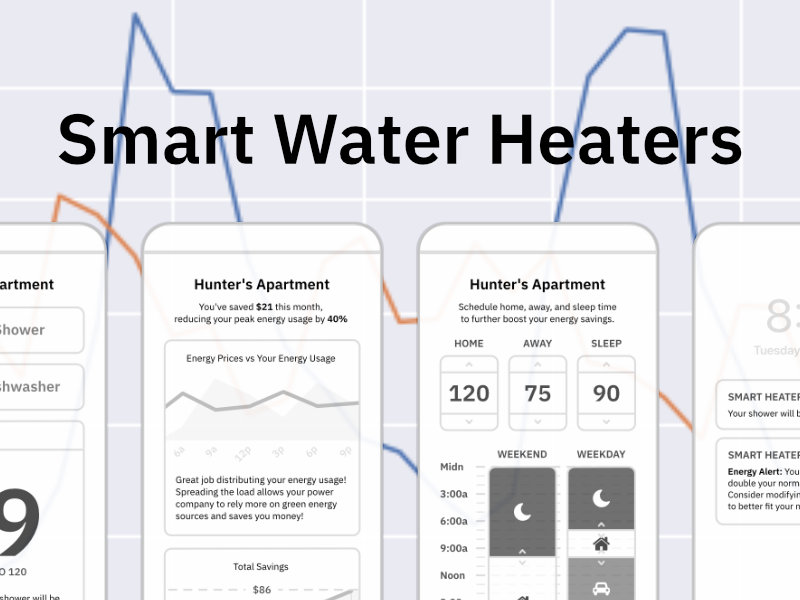 Smart Water Heaters
artment
Shower
shwasher
9
O 120
shower will be
Hunter's Apartment
You've saved $21 this month,
reducing your peak energy usage by 40%
Energy Prices vs Your Energy Usage
6a 9a 12p 3p 6p 9p
Great job distributing your energy usage!
Spreading the load allows your power
company to rely more on green energy
sources and saves you money!
Total Savings
$86
Hunter's Apartment
Schedule home, away, and sleep time
to further boost your energy savings.
HOME AWAY SLEEP
120 75 90
WEEKEND WEEKDAY
Midn
3:00a
6:00a
9:00a
Noon
8:
Tuesday
SMART HEATER
Your shower will b
SMART HEATER
Energy Alert: You
double your norm
Consider modifyin
to better fit your n